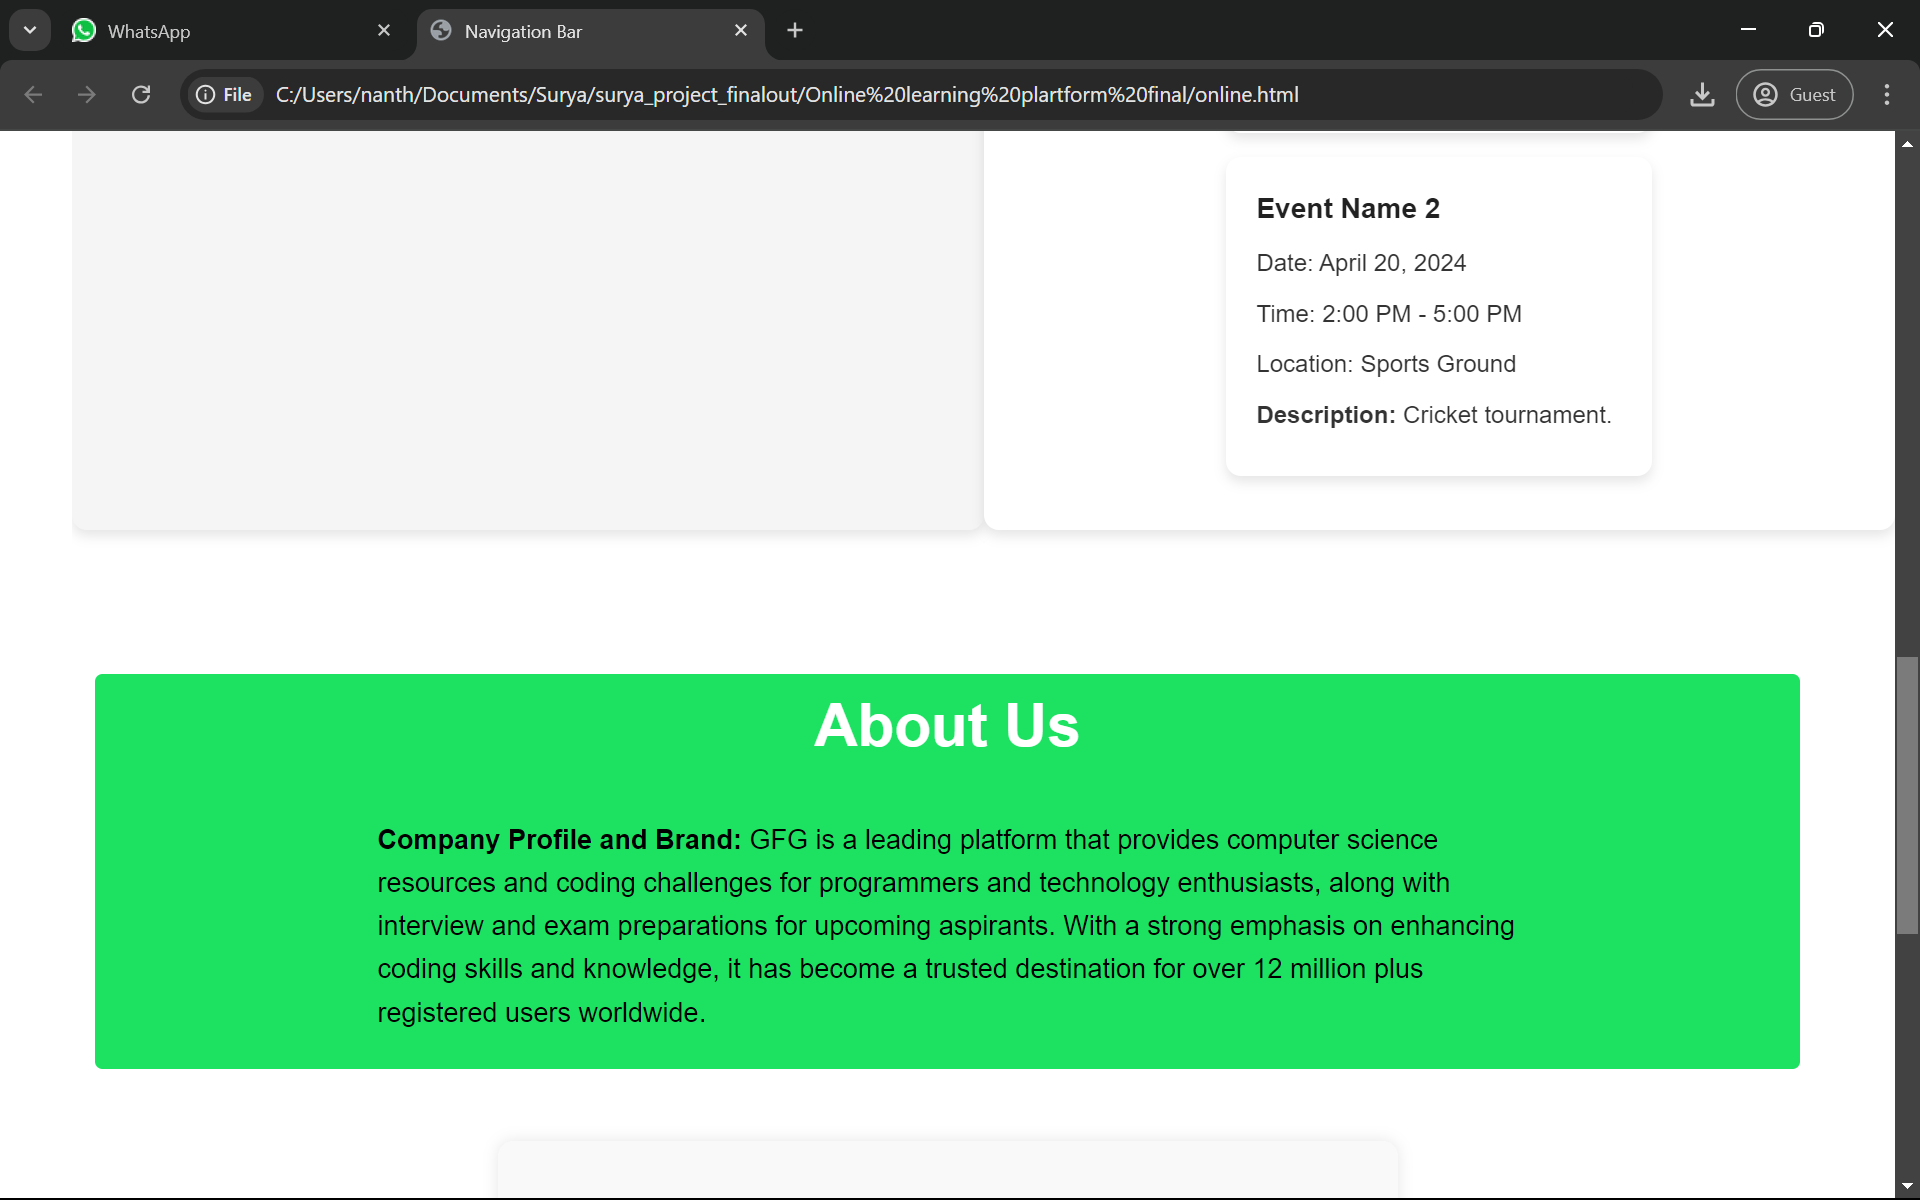 WhatsApp
Navigation Bar
File
C:/Users/nanth/Documents/Surya/surya_project_finalout/Online%20learning%20plartform%20final/online.html
Guest
Event Name 2
Date: April 20, 2024
Time: 2:00 PM - 5:00 PM
Location: Sports Ground
Description: Cricket tournament.
About Us
Company Profile and Brand: GFG is a leading platform that provides computer science
resources and coding challenges for programmers and technology enthusiasts, along with
interview and exam preparations for upcoming aspirants. With a strong emphasis on enhancing
coding skills and knowledge, it has become a trusted destination for over 12 million plus
registered users worldwide.